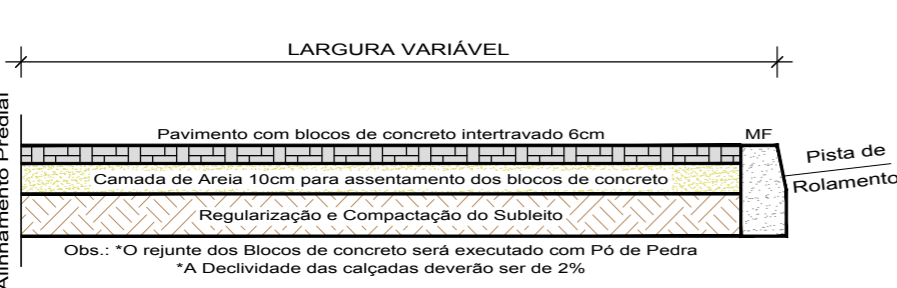 LARGURA VARIÁVEL
Alinhamento Predial
Pavimento com blocos de concreto intertravado 6cm
MF
Pista de
Rolamento
Camada de Areia 10cm para assentamento dos blocos de concreto
Regularização e Compactação do Subleito
Obs.: *O rejunte dos Blocos de concreto será executado com Pó de Pedra
*A Declividade das calçadas deverão ser de 2%